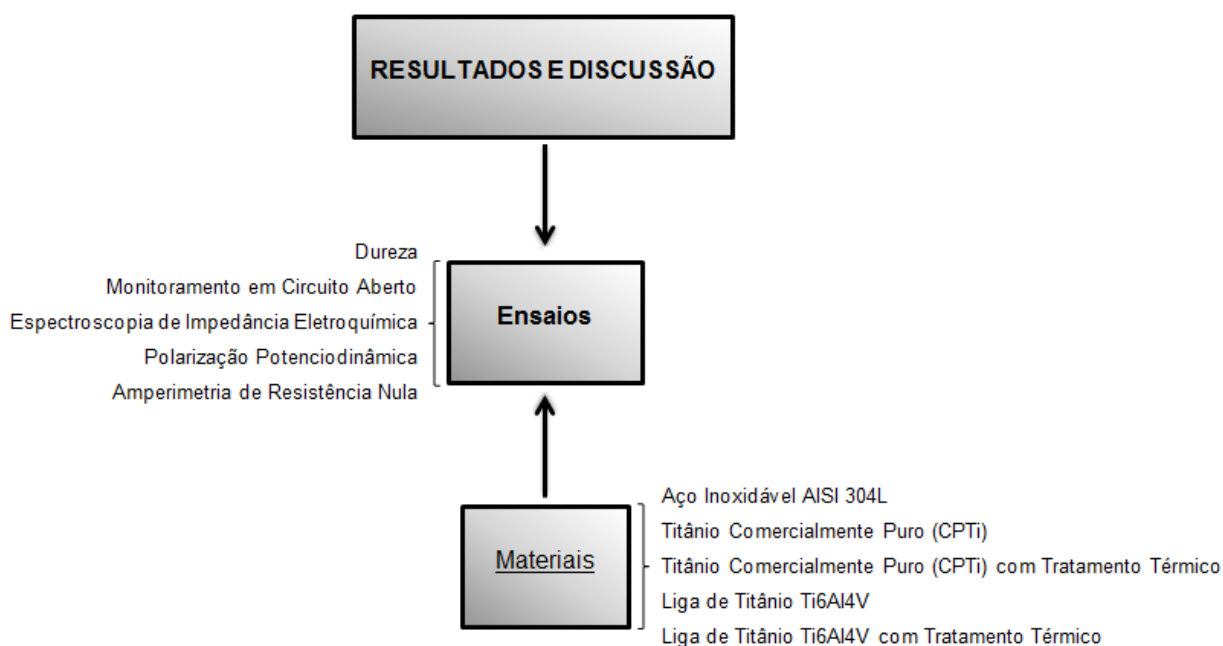 RESULTADOS E DISCUSSÃO
Dureza
Monitoramento em Circuito Aberto
Espectroscopia de Impedância Eletroquímica
Polarização Potenciodinâmica
Amperimetria de Resistência Nula
Ensaios
Materiais
Aço Inoxidável AISI 304L
Titânio Comercialmente Puro (CPTi)
Titânio Comercialmente Puro (CPTi) com Tratamento Térmico
Liga de Titânio Ti6Al4V
Liga de Titânio Ti6Al4V com Tratamento Térmico